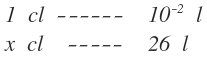 1 cl ------ 10⁻² l
x cl ----- 26 l